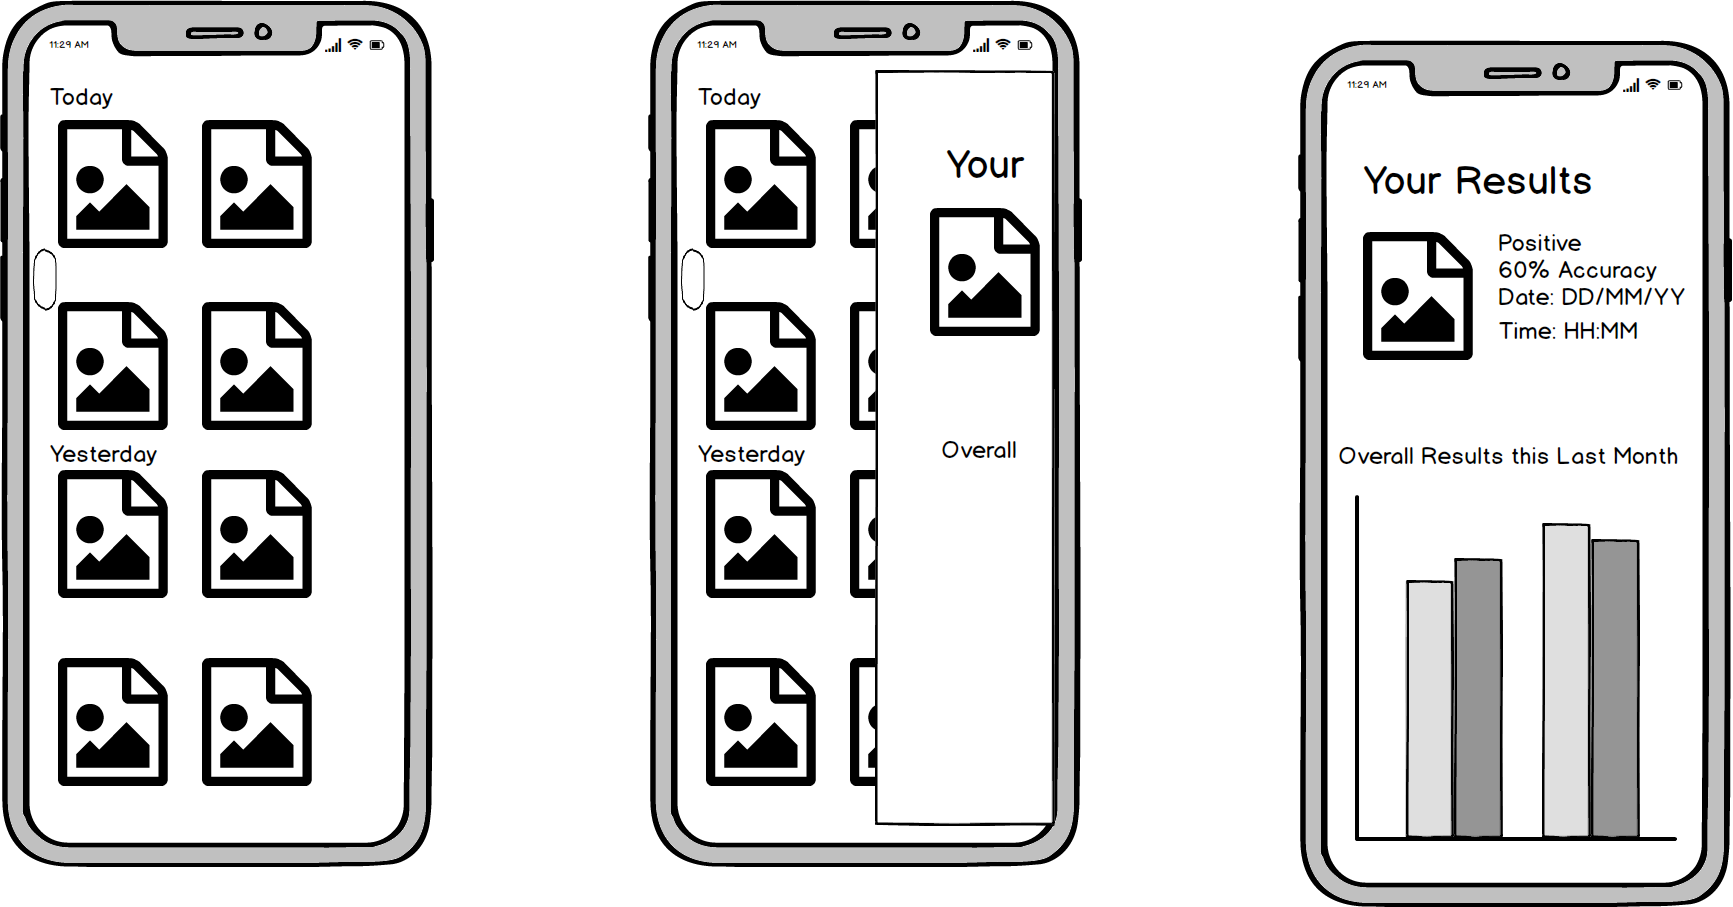 11:29 AM
Today
Yesterday
11:29 AM
Today
Your
Yesterday
Overall
11:29 AM
Your Results
Positive
60% Accuracy
Date: DD/MM/YY
Time: HH:MM
Overall Results this Last Month